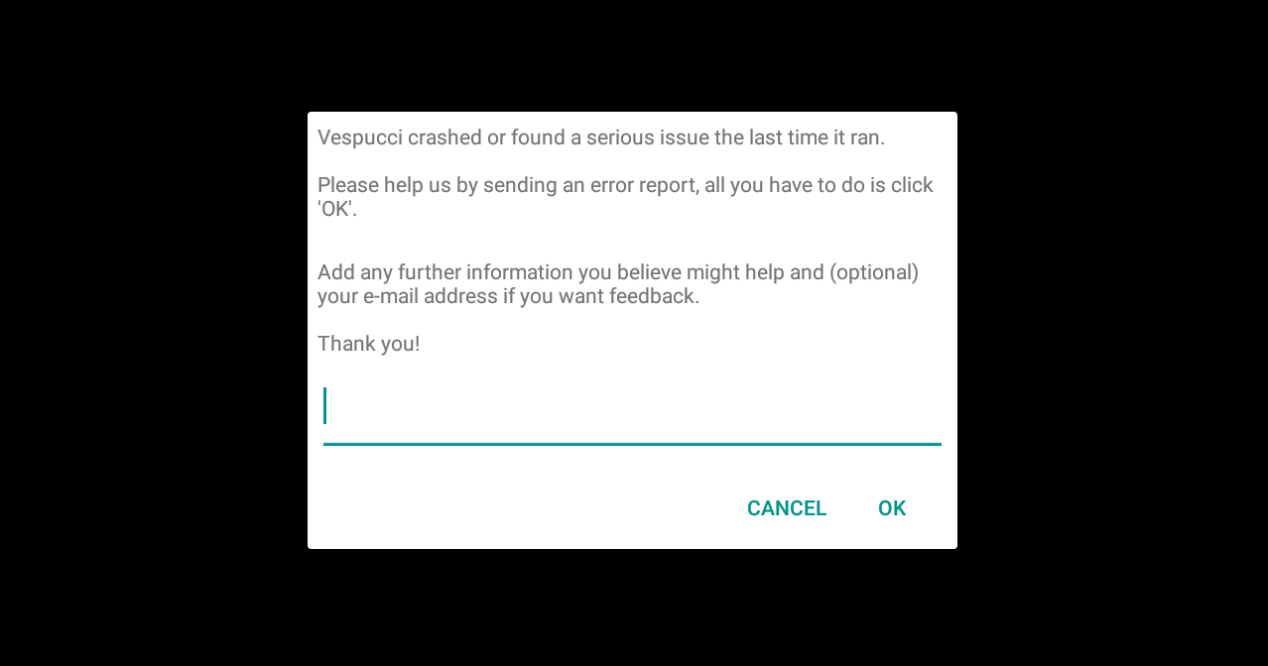 Vespucci crashed or found a serious issue the last time it ran.
Please help us by sending an error report, all you have to do is click
'OK'.
Add any further information you believe might help and (optional)
your e-mail address if you want feedback.
Thank you!
CANCEL OK